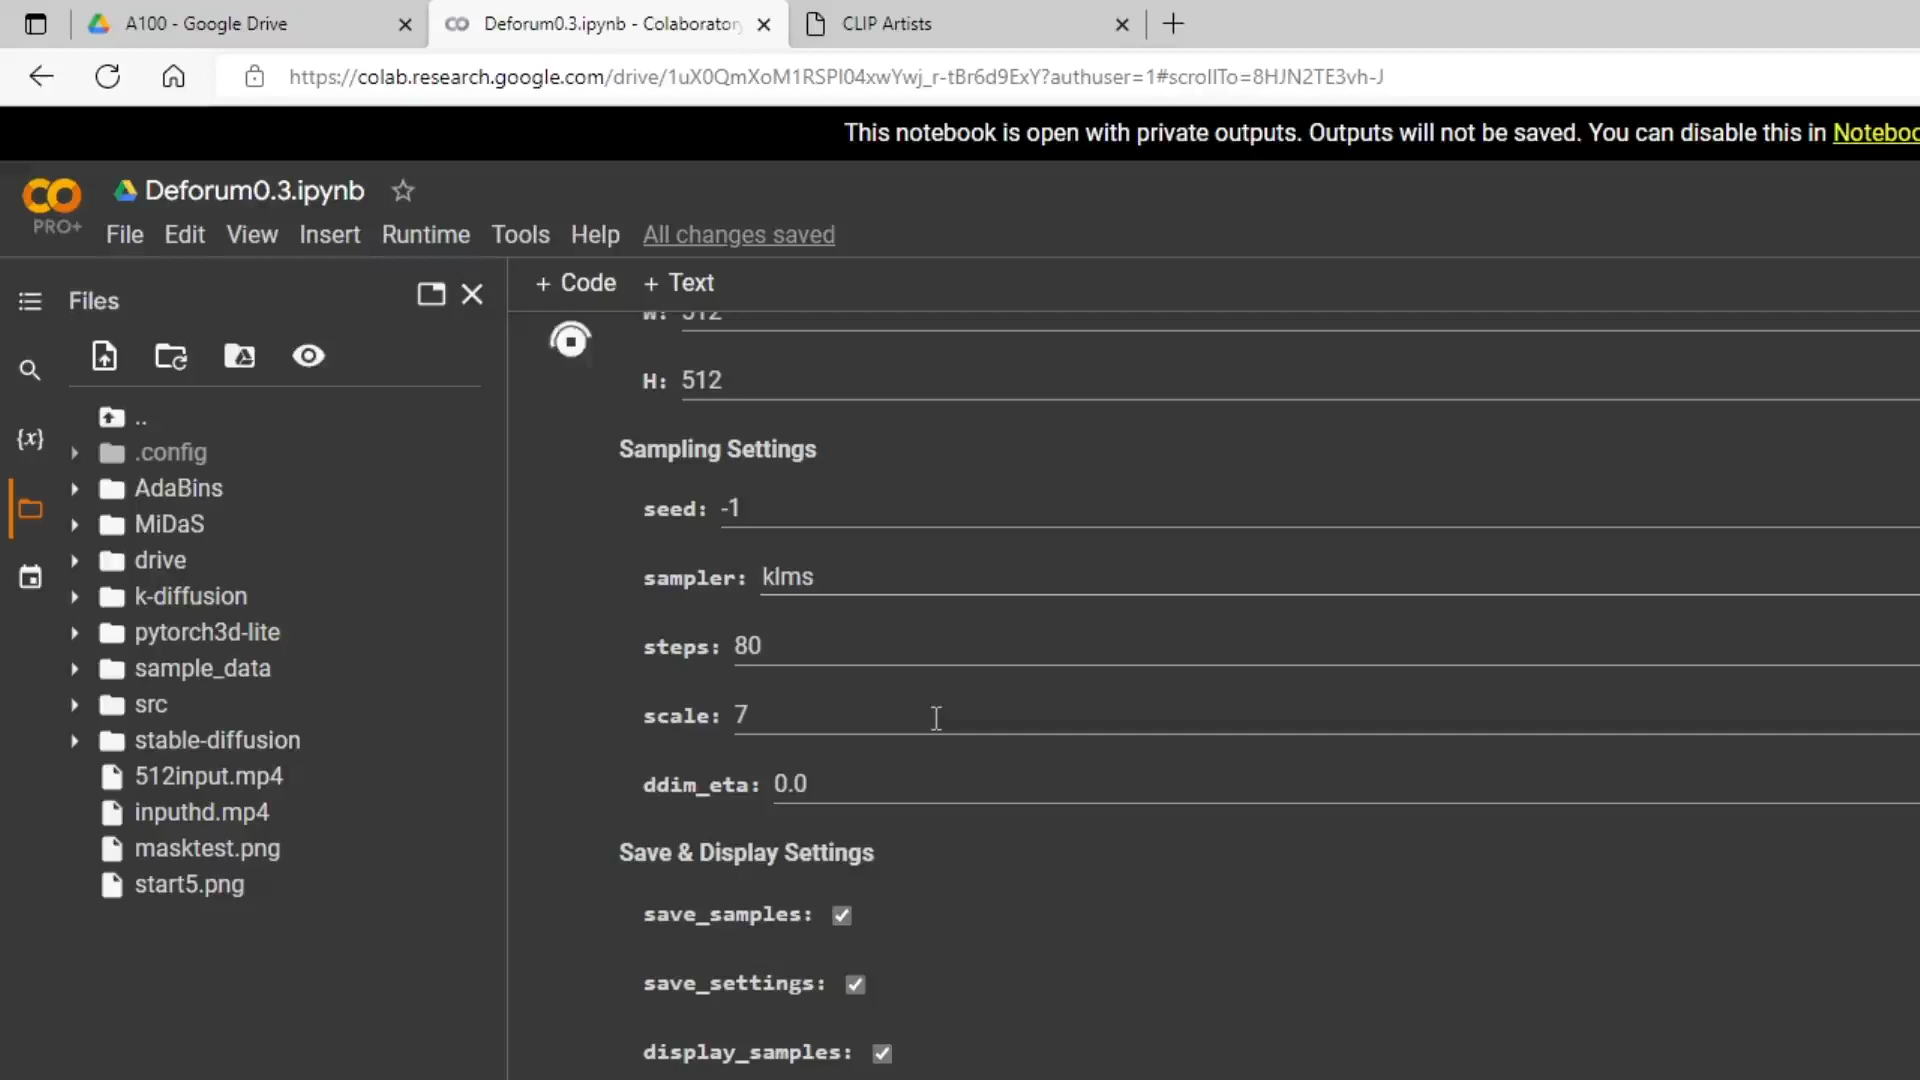 A100 - Google Drive
Deforum0.3.ipynb - Colaborator
CLIP Artists
https://colab.research.google.com/drive/1uX0QmXoM1RSPI04xwYwj_r-tBr6d9ExY?authuser=1#scrollTo=8HJN2TE3vh-J
This notebook is open with private outputs. Outputs will not be saved. You can disable this in Noteboo
Deforum0.3.ipynb
PRO+
File Edit View Insert Runtime Tools Help All changes saved
Files
+ Code + Text
..
.config
AdaBins
MiDaS
drive
k-diffusion
pytorch3d-lite
sample_data
src
stable-diffusion
512input.mp4
inputhd.mp4
masktest.png
start5.png
{x}
W: 512
H: 512
Sampling Settings
seed: -1
sampler: klms
steps: 80
scale: 7
ddim_eta: 0.0
Save & Display Settings
save_samples:
save_settings:
display_samples: